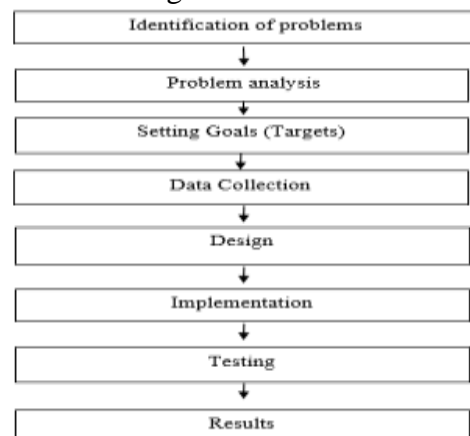 Identification of problems
Problem analysis
Setting Goals (Targets)
Data Collection
Design
Implementation
Testing
Results